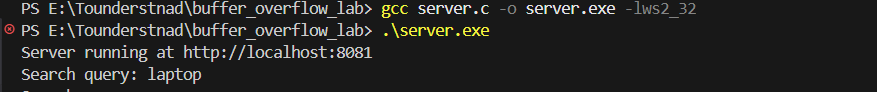 PS E:\Tounderstnad\buffer_overflow_lab> gcc server.c -o server.exe -lws2_32
PS E:\Tounderstnad\buffer_overflow_lab> .\server.exe
Server running at http://localhost:8081
Search query: laptop